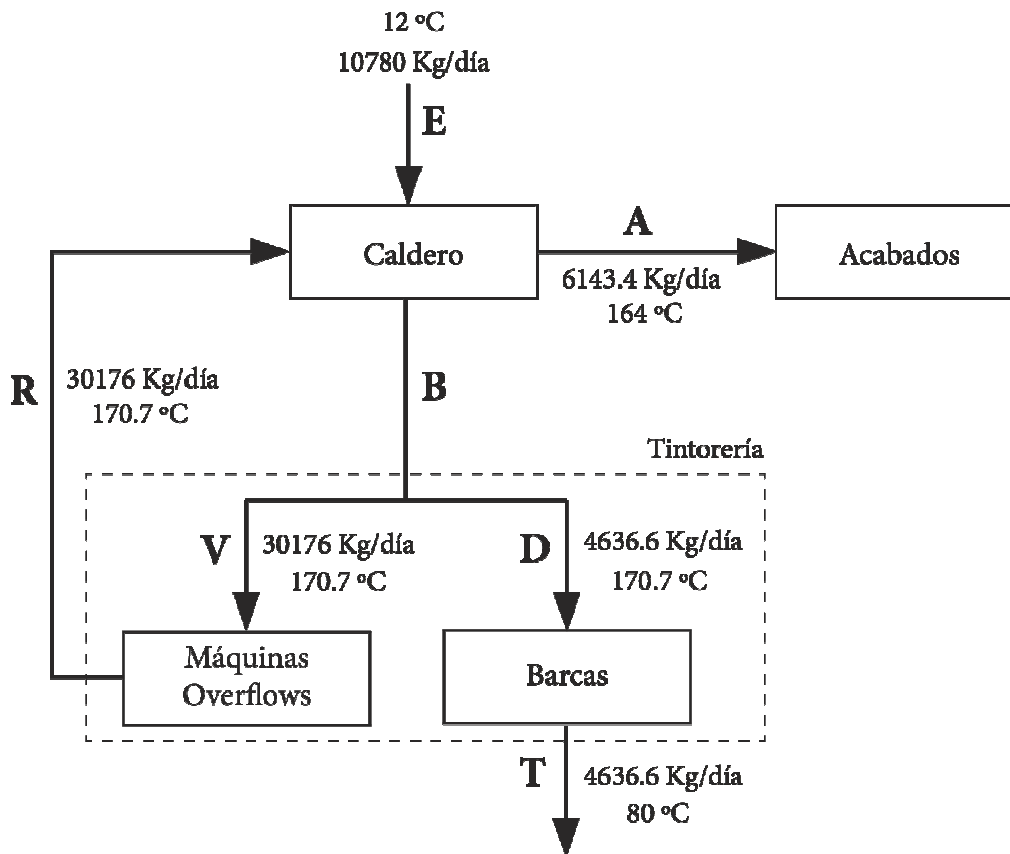 12 ºC
10780 Kg/día
E
Caldero
A
6143.4 Kg/día
164 ºC
Acabados
R
30176 Kg/día
170.7 ºC
B
Tintorería
V
30176 Kg/día
170.7 ºC
D
4636.6 Kg/día
170.7 ºC
Máquinas
Overflows
Barcas
T
4636.6 Kg/día
80 ºC